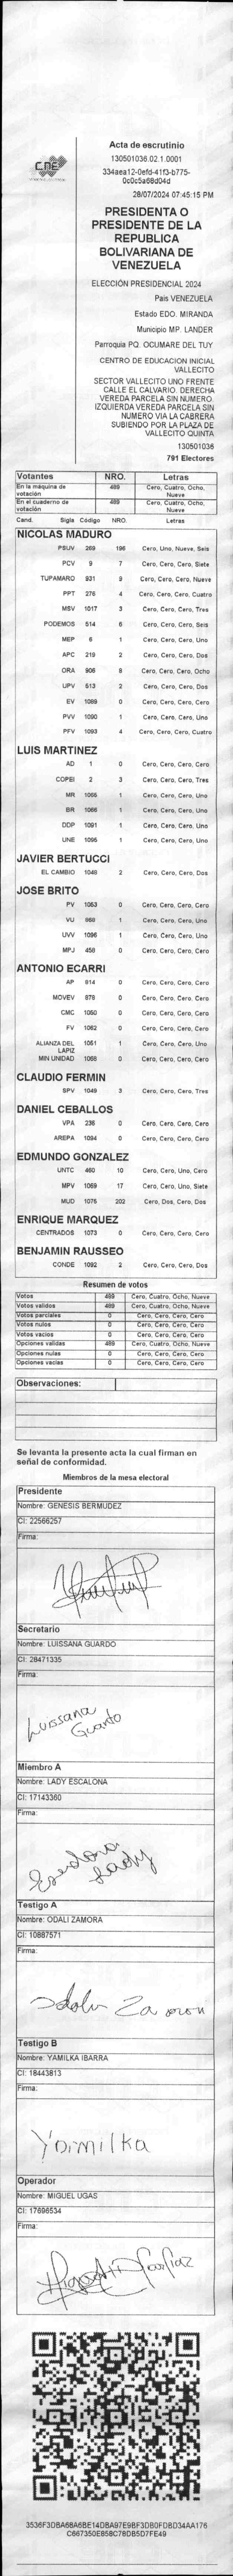 CNE
Acta de escrutinio
130501036.02.1.0001
334aea12-0efd-41f3-b775-
0c0c5a68d04d
28/07/2024 07:45:15 PM
PRESIDENTA O
PRESIDENTE DE LA
REPUBLICA
BOLIVARIANA DE
VENEZUELA
ELECCIÓN PRESIDENCIAL 2024
Pais VENEZUELA
Estado EDO. MIRANDA
Municipio MP. LANDER
Parroquia PQ. OCUMARE DEL TUY
CENTRO DE EDUCACION INICIAL
VALLECITO
SECTOR VALLECITO UNO FRENTE
CALLE EL CALVARIO. DERECHA
VEREDA PARCELA SIN NUMERO.
IZQUIERDA VEREDA PARCELA SIN
NUMERO VIA LA CABRERA
SUBIENDO POR LA PLAZA DE
VALLECITO QUINTA
130501036
791 Electores
Votantes NRO. Letras
En la máquina de votación 489 Cero, Cuatro, Ocho, Nueve
En el cuaderno de votación 489 Cero, Cuatro, Ocho, Nueve
Cand. Sigla Código NRO. Letras
NICOLAS MADURO
PSUV 269 196 Cero, Uno, Nueve, Seis
PCV 9 7 Cero, Cero, Cero, Siete
TUPAMARO 931 9 Cero, Cero, Cero, Nueve
PPT 276 4 Cero, Cero, Cero, Cuatro
MSV 1017 3 Cero, Cero, Cero, Tres
PODEMOS 514 6 Cero, Cero, Cero, Seis
MEP 6 1 Cero, Cero, Cero, Uno
APC 219 2 Cero, Cero, Cero, Dos
ORA 906 8 Cero, Cero, Cero, Ocho
UPV 513 2 Cero, Cero, Cero, Dos
EV 1089 0 Cero, Cero, Cero, Cero
PVV 1090 1 Cero, Cero, Cero, Uno
PFV 1093 4 Cero, Cero, Cero, Cuatro
LUIS MARTINEZ
AD 1 0 Cero, Cero, Cero, Cero
COPEI 2 3 Cero, Cero, Cero, Tres
MR 1065 1 Cero, Cero, Cero, Uno
BR 1066 1 Cero, Cero, Cero, Uno
DDP 1091 1 Cero, Cero, Cero, Uno
UNE 1095 1 Cero, Cero, Cero, Uno
JAVIER BERTUCCI
EL CAMBIO 1048 2 Cero, Cero, Cero, Dos
JOSE BRITO
PV 1053 0 Cero, Cero, Cero, Cero
VU 960 1 Cero, Cero, Cero, Uno
UVV 1096 1 Cero, Cero, Cero, Uno
MPJ 458 0 Cero, Cero, Cero, Cero
ANTONIO ECARRI
AP 814 0 Cero, Cero, Cero, Cero
MOVEV 878 0 Cero, Cero, Cero, Cero
CMC 1050 0 Cero, Cero, Cero, Cero
FV 1062 0 Cero, Cero, Cero, Cero
ALIANZA DEL LAPIZ 1051 1 Cero, Cero, Cero, Uno
MIN UNIDAD 1068 0 Cero, Cero, Cero, Cero
CLAUDIO FERMIN
SPV 1049 3 Cero, Cero, Cero, Tres
DANIEL CEBALLOS
VPA 236 0 Cero, Cero, Cero, Cero
AREPA 1094 0 Cero, Cero, Cero, Cero
EDMUNDO GONZALEZ
UNTC 460 10 Cero, Cero, Uno, Cero
MPV 1069 17 Cero, Cero, Uno, Siete
MUD 1076 202 Cero, Dos, Cero, Dos
ENRIQUE MARQUEZ
CENTRADOS 1073 0 Cero, Cero, Cero, Cero
BENJAMIN RAUSSEO
CONDE 1092 2 Cero, Cero, Cero, Dos
Resumen de votos
Votos 489 Cero, Cuatro, Ocho, Nueve
Votos validos 489 Cero, Cuatro, Ocho, Nueve
Votos parciales 0 Cero, Cero, Cero, Cero
Votos nulos 0 Cero, Cero, Cero, Cero
Votos vacios 0 Cero, Cero, Cero, Cero
Opciones validas 489 Cero, Cuatro, Ocho, Nueve
Opciones nulas 0 Cero, Cero, Cero, Cero
Opciones vacias 0 Cero, Cero, Cero, Cero
Observaciones:
Se levanta la presente acta la cual firman en
señal de conformidad.
Miembros de la mesa electoral
Presidente
Nombre: GENESIS BERMUDEZ
CI: 22566257
Firma:
Secretario
Nombre: LUISSANA GUARDO
CI: 28471335
Firma:
Luissana
Guardo
Miembro A
Nombre: LADY ESCALONA
CI: 17143360
Firma:
Lady
Testigo A
Nombre: ODALI ZAMORA
CI: 10887571
Firma:
Testigo B
Nombre: YAMILKA IBARRA
CI: 18443813
Firma:
Yamilka
Operador
Nombre: MIGUEL UGAS
CI: 17696534
Firma:
3536F3DBA68A6BE14DBA97E9BF3DB0FDBD34AA176
C667350E858C78DB5D7FE49